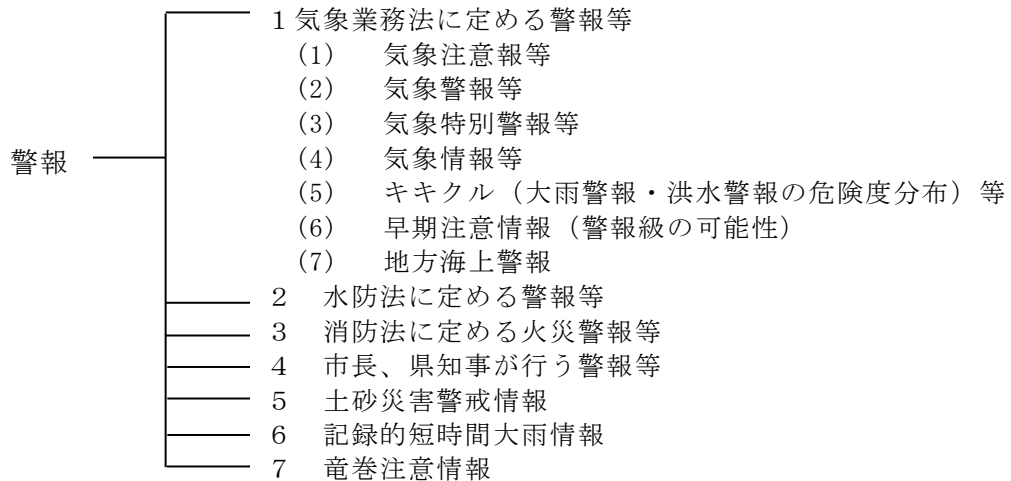 1 気象業務法に定める警報等
(1) 気象注意報等
(2) 気象警報等
(3) 気象特別警報等
警報
(4) 気象情報等
(5) キキクル（大雨警報・洪水警報の危険度分布）等
(6) 早期注意情報（警報級の可能性）
(7) 地方海上警報
２ 水防法に定める警報等
３ 消防法に定める火災警報等
４ 市長、県知事が行う警報等
５ 土砂災害警戒情報
６ 記録的短時間大雨情報
７ 竜巻注意情報